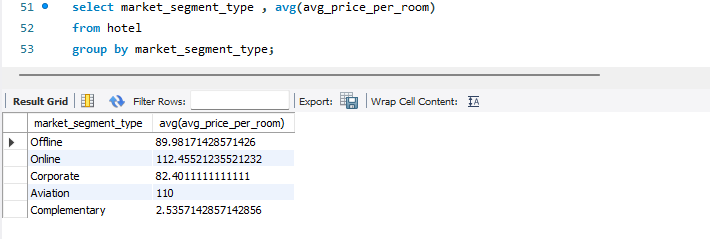 51 select market_segment_type , avg(avg_price_per_room)
52 from hotel
53 group by market_segment_type;
Result Grid Filter Rows: Export: Wrap Cell Content: IA
market_segment_type avg(avg_price_per_room)
Offline 89.98171428571426
Online 112.45521235521232
Corporate 82.4011111111111
Aviation 110
Complementary 2.5357142857142856